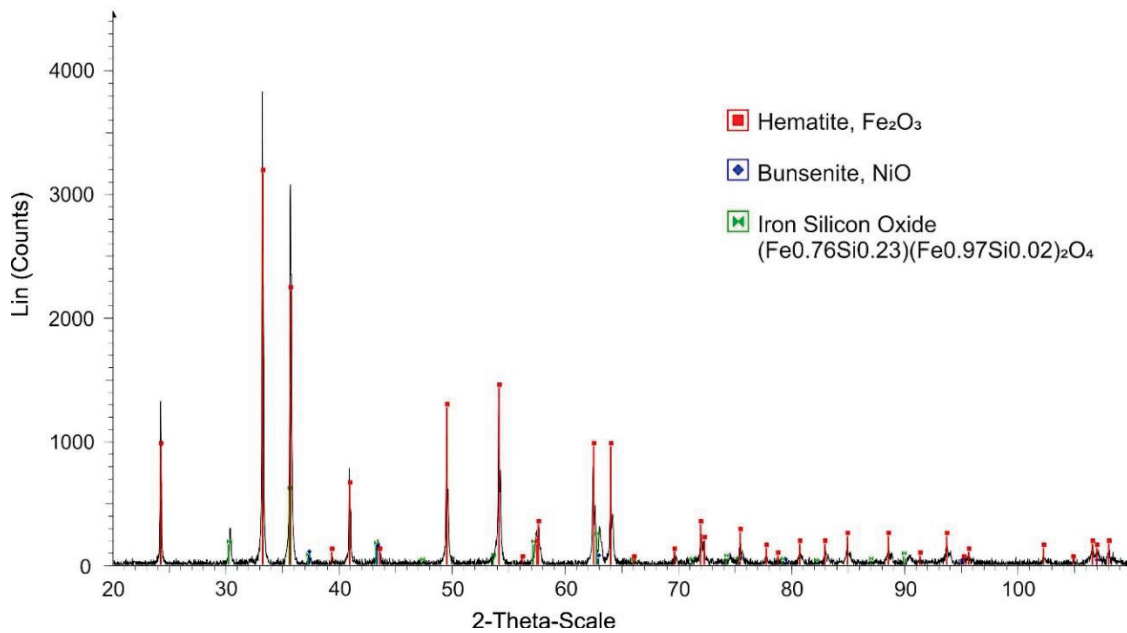 4000
3000
2000
1000
0
Lin (Counts)
20 30 40 50 60 70 80 90 100
2-Theta-Scale
Hematite, Fe₂O₃
Bunsenite, NiO
Iron Silicon Oxide
(Fe0.76Si0.23)(Fe0.97Si0.02)₂O₄